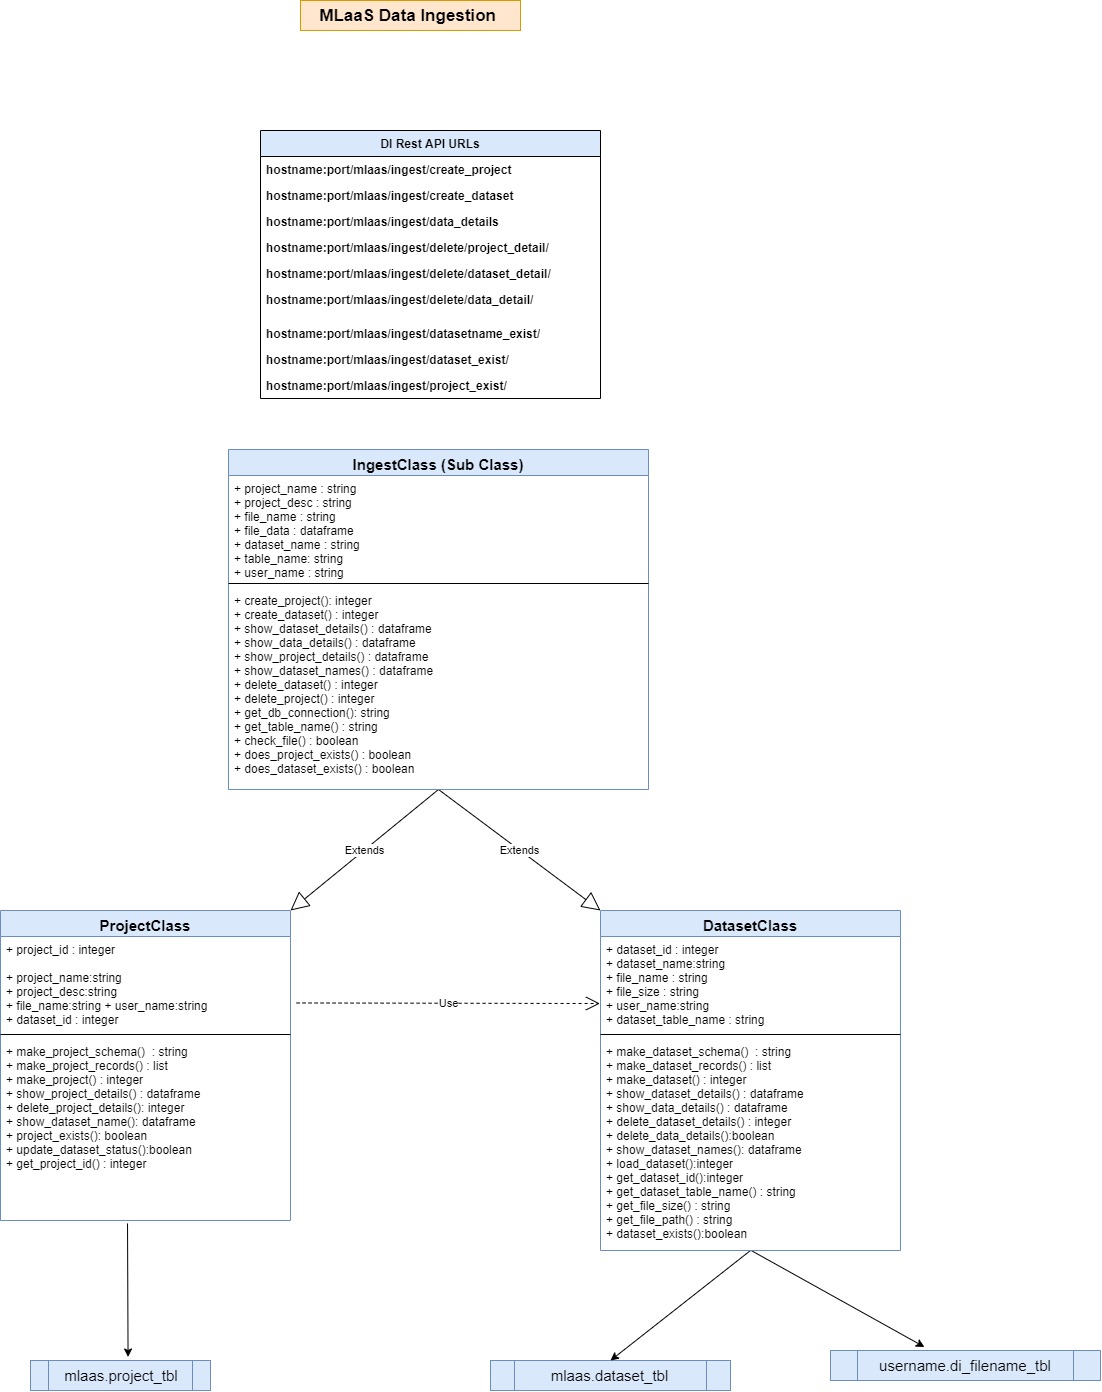 MLaaS Data Ingestion
DI Rest API URLs
hostname:port/mlaas/ingest/create_project
hostname:port/mlaas/ingest/create_dataset
hostname:port/mlaas/ingest/data_details
hostname:port/mlaas/ingest/delete/project_detail/
hostname:port/mlaas/ingest/delete/dataset_detail/
hostname:port/mlaas/ingest/delete/data_detail/
hostname:port/mlaas/ingest/datasetname_exist/
hostname:port/mlaas/ingest/dataset_exist/
hostname:port/mlaas/ingest/project_exist/
IngestClass (Sub Class)
+ project_name : string
+ project_desc : string
+ file_name : string
+ file_data : dataframe
+ dataset_name : string
+ table_name: string
+ user_name : string
+ create_project(): integer
+ create_dataset() : integer
+ show_dataset_details() : dataframe
+ show_data_details() : dataframe
+ show_project_details() : dataframe
+ show_dataset_names() : dataframe
+ delete_dataset() : integer
+ delete_project() : integer
+ get_db_connection(): string
+ get_table_name() : string
+ check_file() : boolean
+ does_project_exists() : boolean
+ does_dataset_exists() : boolean
Extends
Extends
ProjectClass
+ project_id : integer
+ project_name:string
+ project_desc:string
+ file_name:string + user_name:string
+ dataset_id : integer
+ make_project_schema()  : string
+ make_project_records() : list
+ make_project() : integer
+ show_project_details() : dataframe
+ delete_project_details(): integer
+ show_dataset_name(): dataframe
+ project_exists(): boolean
+ update_dataset_status():boolean
+ get_project_id() : integer
Use
DatasetClass
+ dataset_id : integer
+ dataset_name:string
+ file_name : string
+ file_size : string
+ user_name:string
+ dataset_table_name : string
+ make_dataset_schema()  : string
+ make_dataset_records() : list
+ make_dataset() : integer
+ show_dataset_details() : dataframe
+ show_data_details() : dataframe
+ delete_dataset_details() : integer
+ delete_data_details():boolean
+ show_dataset_names(): dataframe
+ load_dataset():integer
+ get_dataset_id():integer
+ get_dataset_table_name() : string
+ get_file_size() : string
+ get_file_path() : string
+ dataset_exists():boolean
mlaas.project_tbl
mlaas.dataset_tbl
username.di_filename_tbl